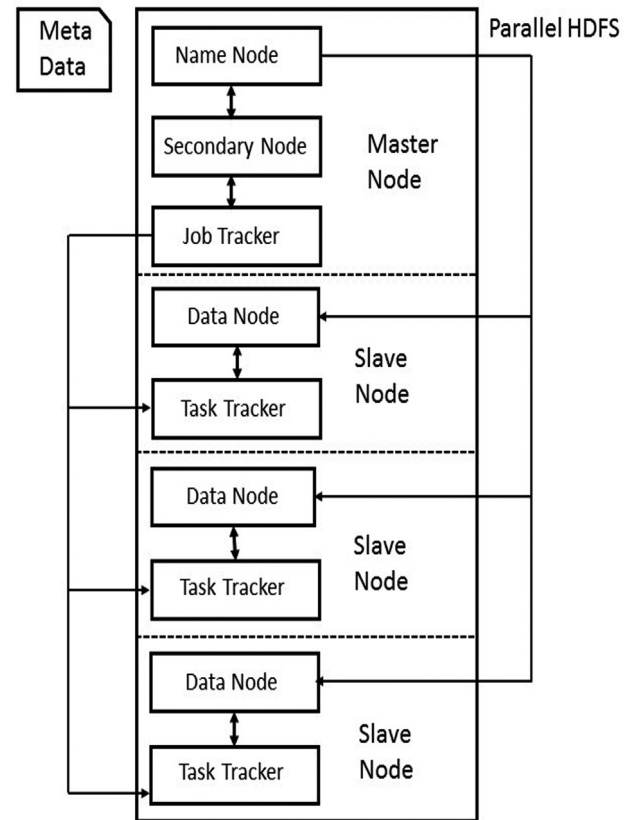 Meta
Data
Parallel HDFS
Name Node
Secondary Node
Master
Node
Job Tracker
Data Node
Slave
Node
Task Tracker
Data Node
Slave
Node
Task Tracker
Data Node
Slave
Node
Task Tracker